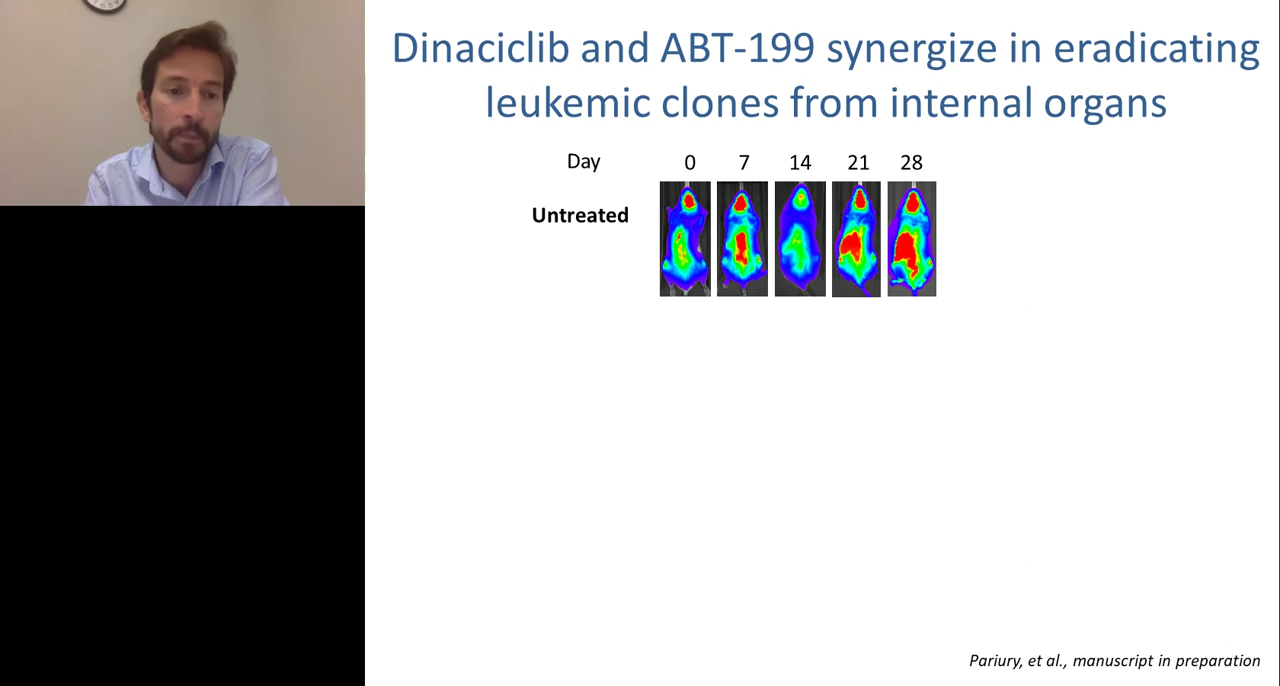 Dinaciclib and ABT-199 synergize in eradicating
leukemic clones from internal organs
Day 0 7 14 21 28
Untreated
Pariury, et al., manuscript in preparation